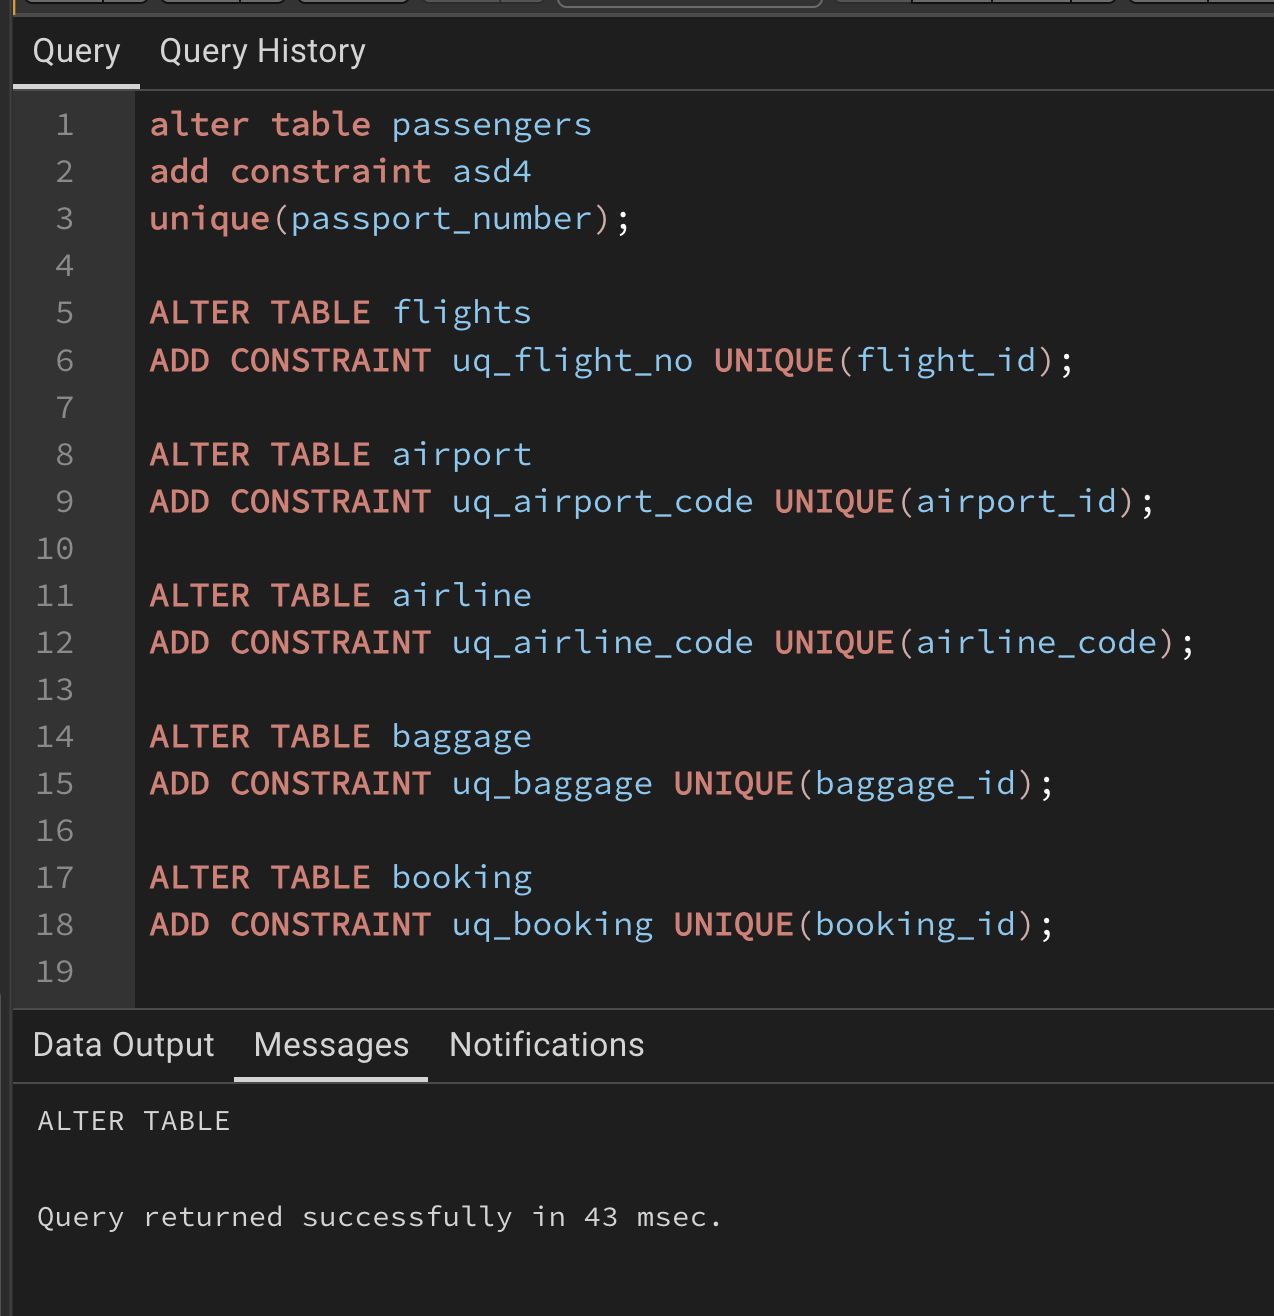 Query Query History
1 alter table passengers
2 add constraint asd4
3 unique(passport_number);
4
5 ALTER TABLE flights
6 ADD CONSTRAINT uq_flight_no UNIQUE(flight_id);
7
8 ALTER TABLE airport
9 ADD CONSTRAINT uq_airport_code UNIQUE(airport_id);
10
11 ALTER TABLE airline
12 ADD CONSTRAINT uq_airline_code UNIQUE(airline_code);
13
14 ALTER TABLE baggage
15 ADD CONSTRAINT uq_baggage UNIQUE(baggage_id);
16
17 ALTER TABLE booking
18 ADD CONSTRAINT uq_booking UNIQUE(booking_id);
19
Data Output Messages Notifications
ALTER TABLE
Query returned successfully in 43 msec.